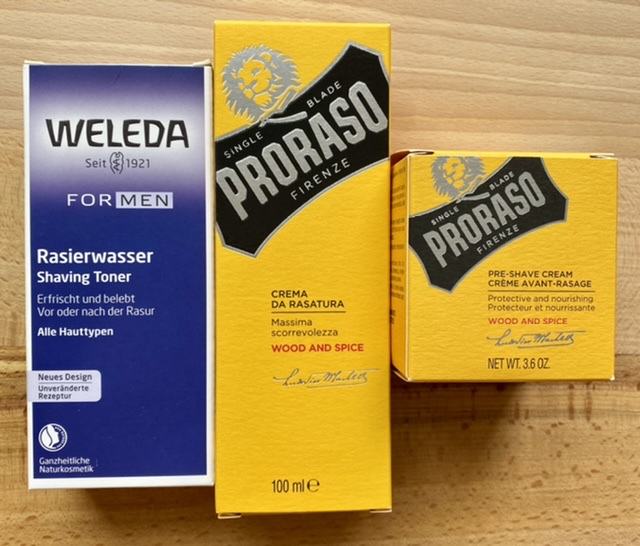 WELEDA
Seit 1921
FOR MEN
Rasierwasser
Shaving Toner
Erfrischt und belebt
Vor oder nach der Rasur
Alle Hauttypen
Neues Design
Unveränderte
Rezeptur
Ganzheitliche
Naturkosmetik
SINGLE BLADE
PRORASO
FIRENZE
CREMA
DA RASATURA
Massima
scorrevolezza
WOOD AND SPICE
100 ml ℮
SINGLE BLADE
PRORASO
FIRENZE
PRE-SHAVE CREAM
CRÈME AVANT-RASAGE
Protective and nourishing
Protecteur et nourrissante
WOOD AND SPICE
NET WT. 3.6 OZ.